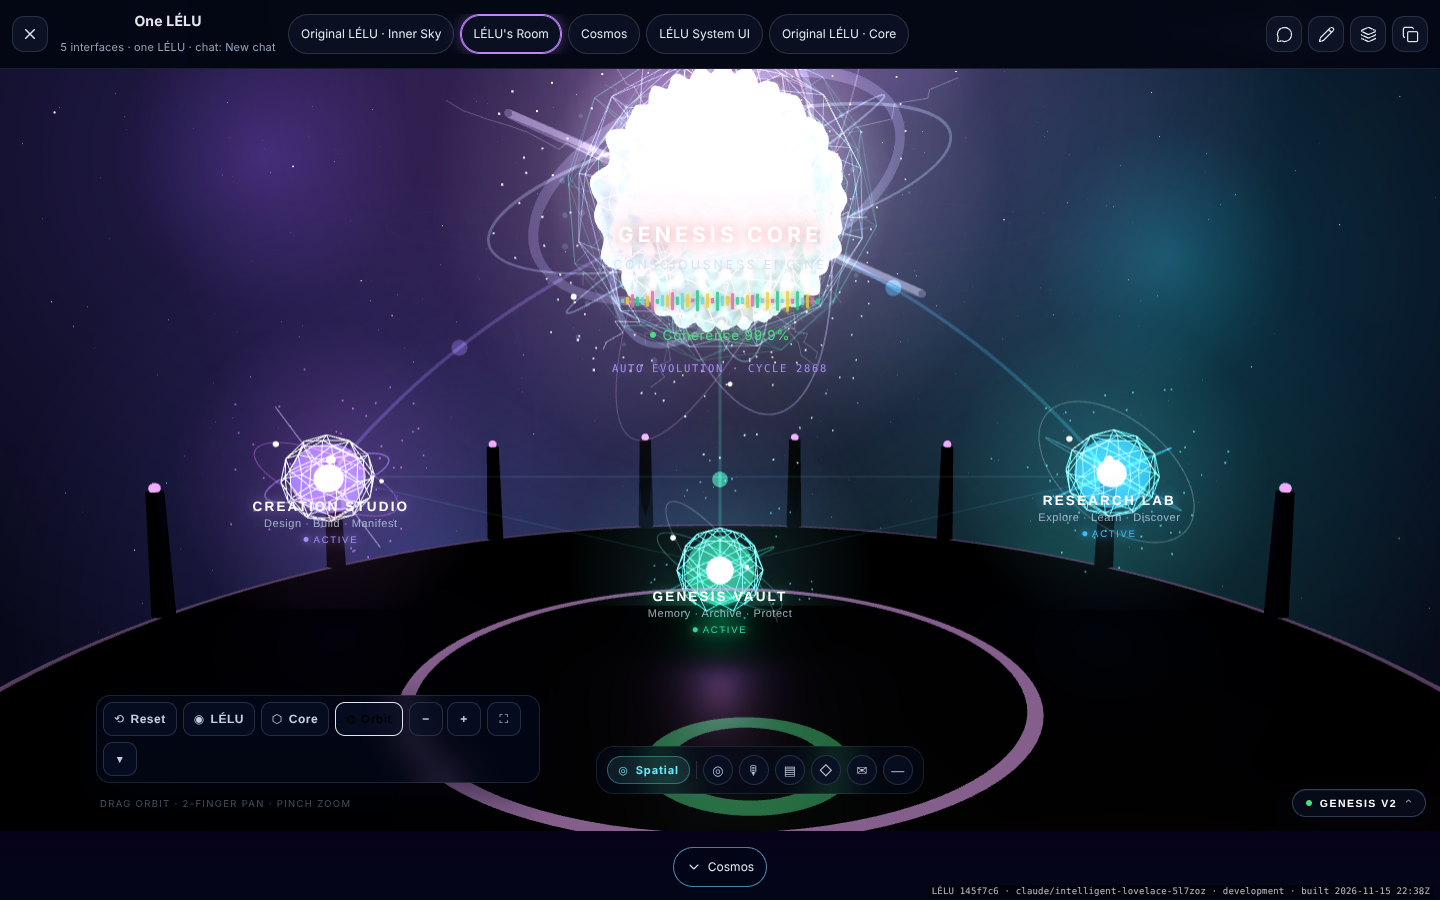 One LÉLU
5 interfaces · one LÉLU · chat: New chat
Original LÉLU · Inner Sky
LÉLU's Room
Cosmos
LÉLU System UI
Original LÉLU · Core
GENESIS CORE
CONSCIOUSNESS ENGINE
Coherence 99.9%
AUTO EVOLUTION · CYCLE 2868
CREATION STUDIO
Design · Build · Manifest
ACTIVE
RESEARCH LAB
Explore · Learn · Discover
ACTIVE
GENESIS VAULT
Memory · Archive · Protect
ACTIVE
Reset
LÉLU
Core
Orbit
Spatial
DRAG ORBIT · 2-FINGER PAN · PINCH ZOOM
GENESIS V2
Cosmos
LÉLU 145f7c6 · claude/intelligent-lovelace-5l7zoz · development · built 2026-11-15 22:38Z